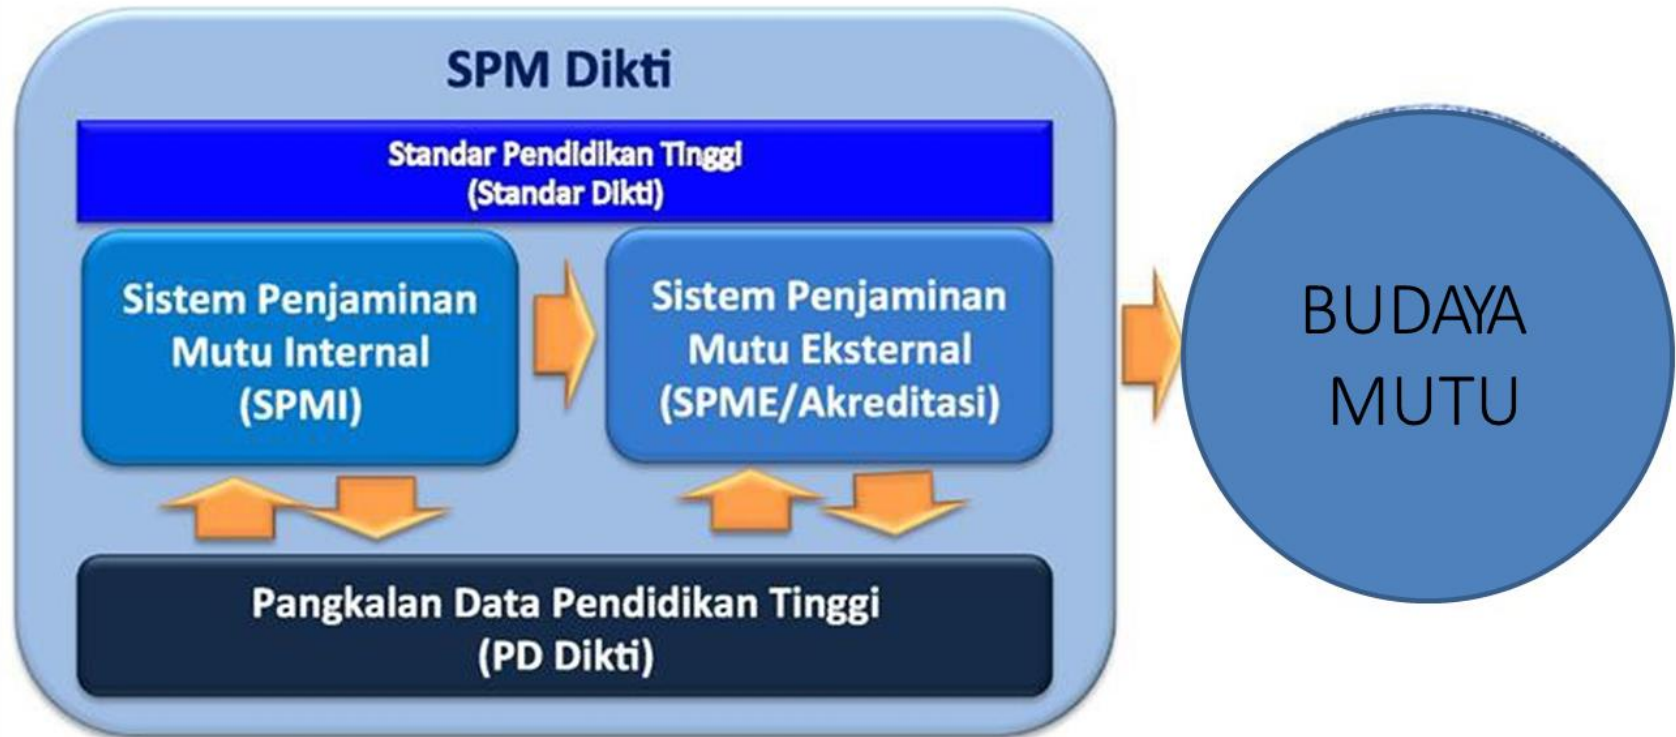 SPM Dikti
Standar Pendidikan Tinggi
(Standar Dikti)
Sistem Penjaminan
Mutu Internal
(SPMI)
Sistem Penjaminan
Mutu Eksternal
(SPME/Akreditasi)
Pangkalan Data Pendidikan Tinggi
(PD Dikti)
BUDAYA
MUTU